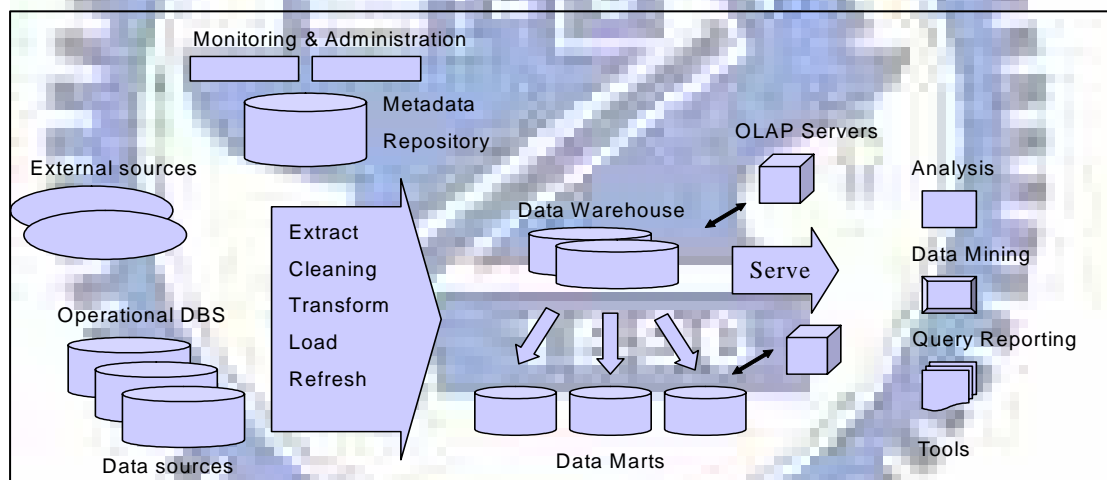 Monitoring & Administration
Metadata
Repository
OLAP Servers
External sources
Analysis
Data Warehouse
Extract
Cleaning
Transform
Load
Refresh
Serve
Data Mining
Operational DBS
Query Reporting
Data sources
Data Marts
Tools